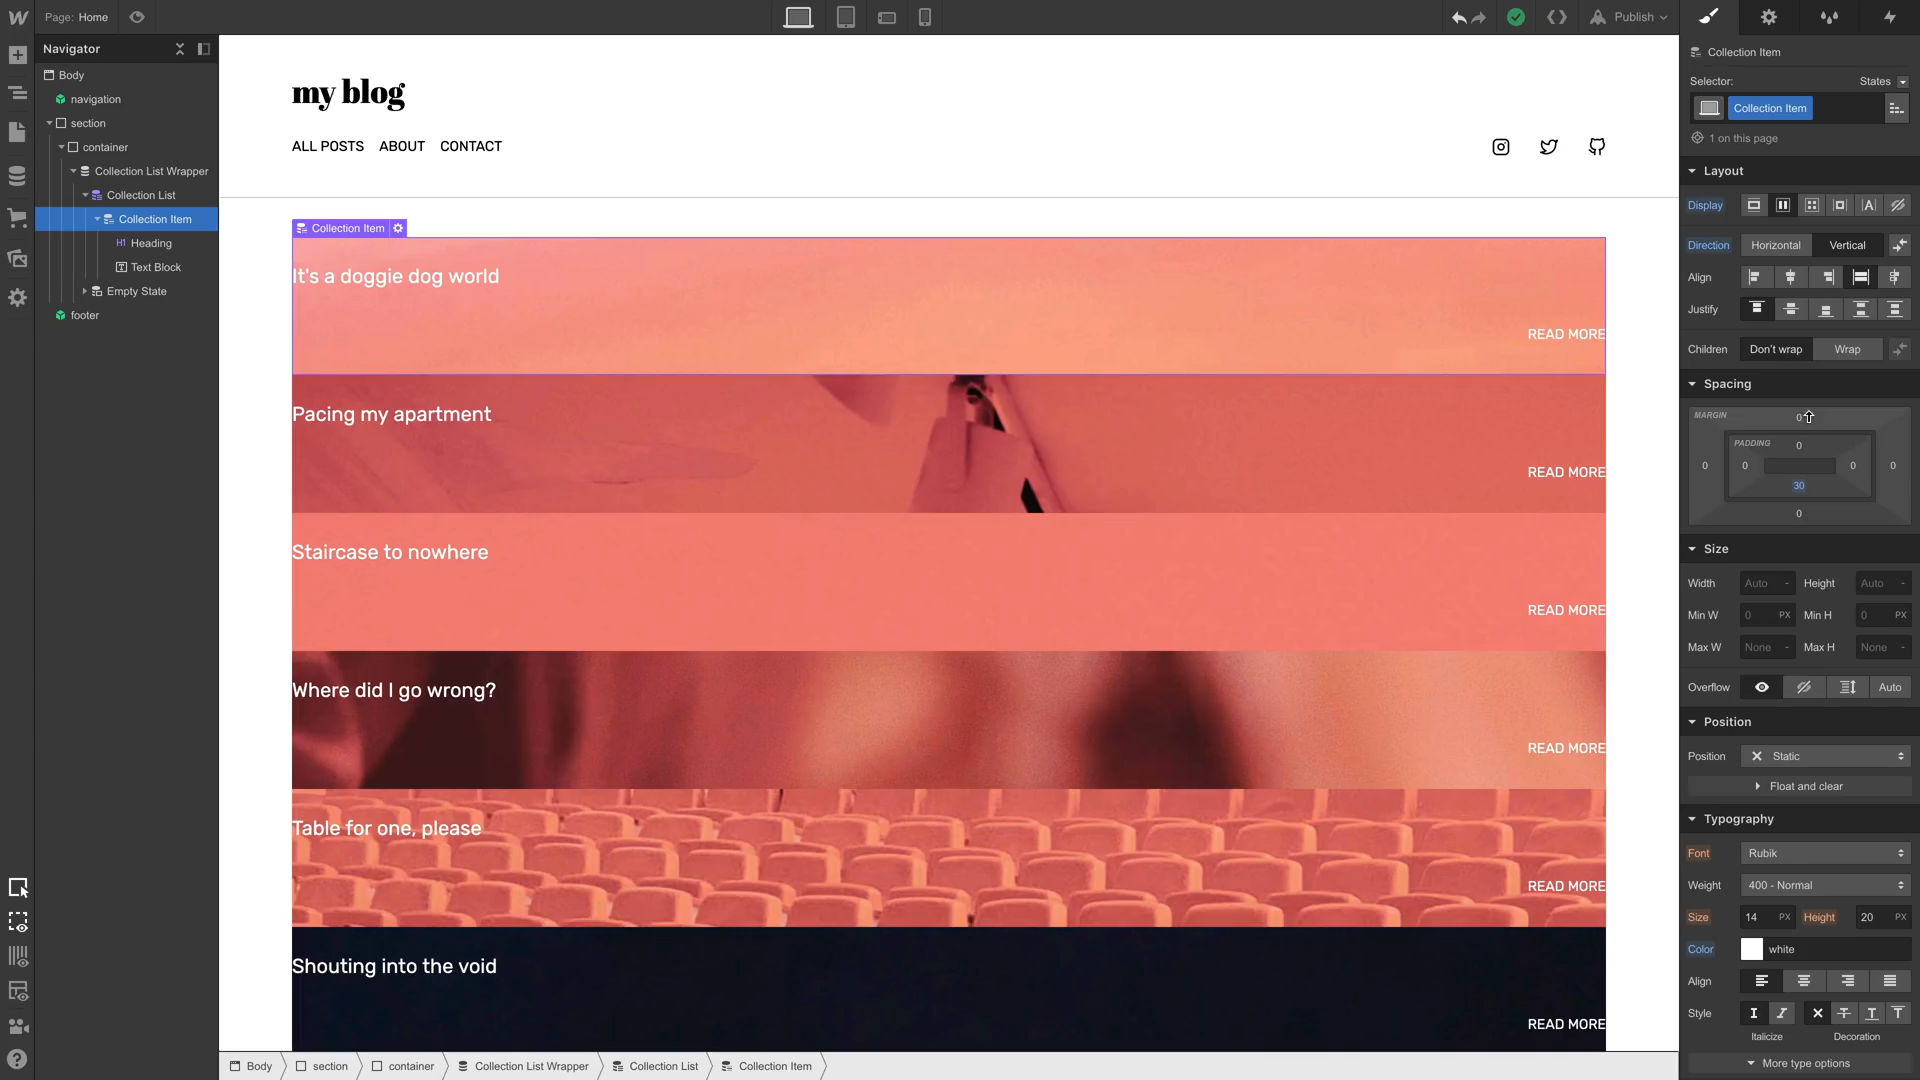 Page: Home
Publish
Navigator
Body
navigation
section
container
Collection List Wrapper
Collection List
Collection Item
H1 Heading
Text Block
Empty State
footer
my blog
ALL POSTS ABOUT CONTACT
Collection Item
It's a doggie dog world
READ MORE
Pacing my apartment
READ MORE
Staircase to nowhere
READ MORE
Where did I go wrong?
READ MORE
Table for one, please
READ MORE
Shouting into the void
READ MORE
Body section container Collection List Wrapper Collection List Collection Item
Collection Item
Selector: States
Collection Item
1 on this page
Layout
Display
Direction Horizontal Vertical
Align
Justify
Children Don't wrap Wrap
Spacing
MARGIN 0
PADDING 0
0 0 0 0
30
0
Size
Width Auto - Height Auto -
Min W 0 PX Min H 0 PX
Max W None - Max H None -
Overflow Auto
Position
Position Static
Float and clear
Typography
Font Rubik
Weight 400 - Normal
Size 14 PX Height 20 PX
Color white
Align
Style
Italicize Decoration
More type options